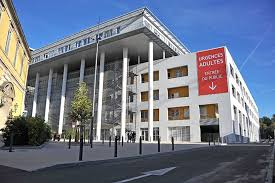 URGENCES
ADULTES
ENTRÉE
DU PUBLIC